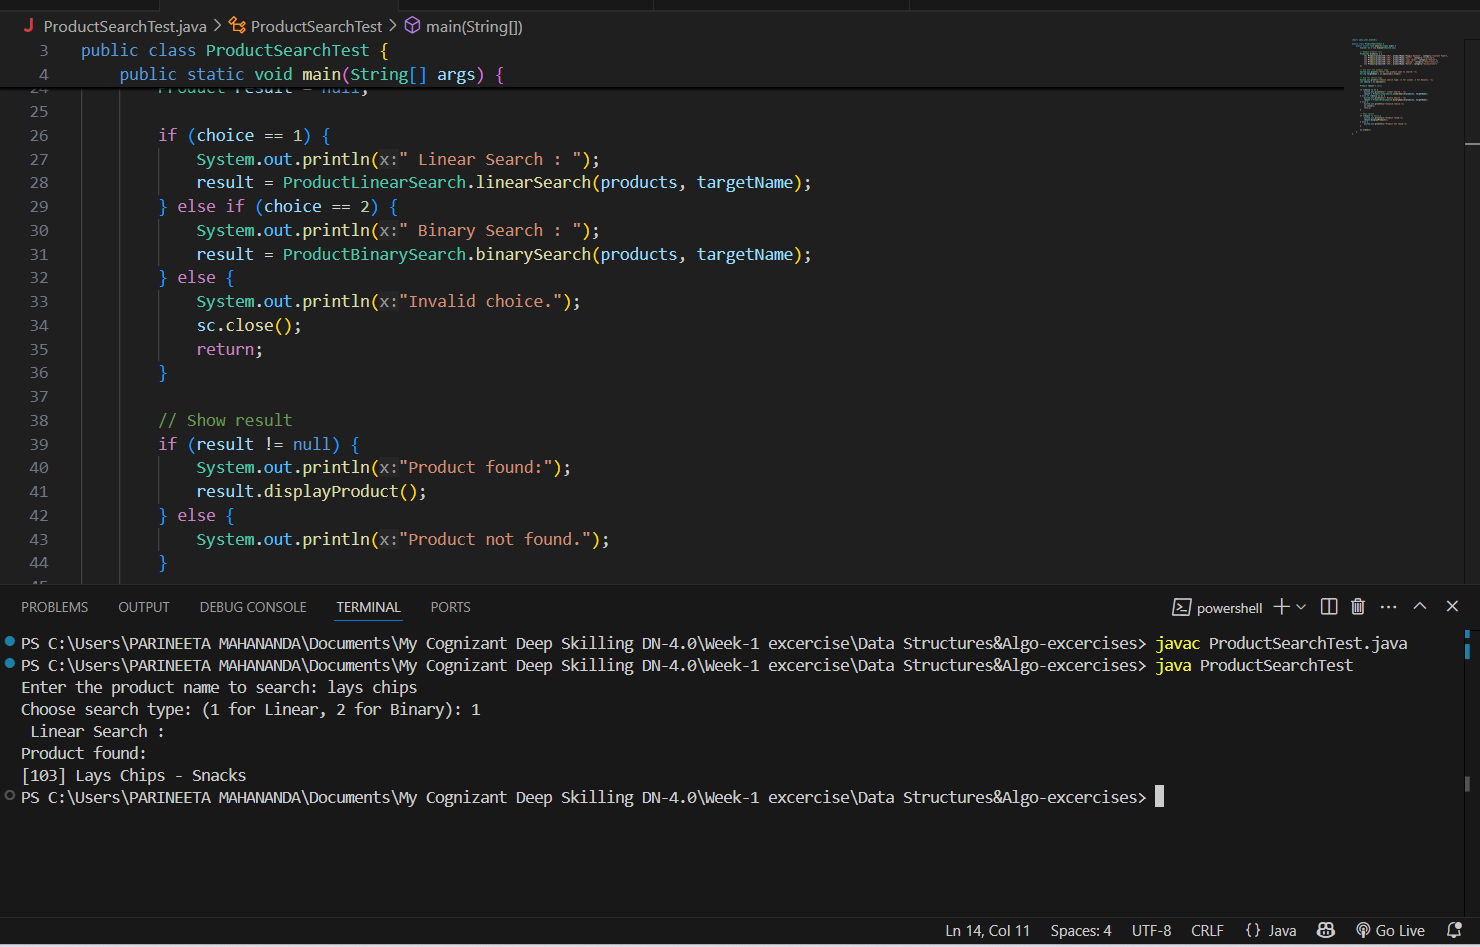 ProductSearchTest.java > ProductSearchTest > main(String[])
3 public class ProductSearchTest {
4 public static void main(String[] args) {
24 Product result = null;
25
26 if (choice == 1) {
27 System.out.println(x:" Linear Search : ");
28 result = ProductLinearSearch.linearSearch(products, targetName);
29 } else if (choice == 2) {
30 System.out.println(x:" Binary Search : ");
31 result = ProductBinarySearch.binarySearch(products, targetName);
32 } else {
33 System.out.println(x:"Invalid choice.");
34 sc.close();
35 return;
36 }
37
38 // Show result
39 if (result != null) {
40 System.out.println(x:"Product found:");
41 result.displayProduct();
42 } else {
43 System.out.println(x:"Product not found.");
44 }
45
PROBLEMS OUTPUT DEBUG CONSOLE TERMINAL PORTS powershell
PS C:\Users\PARINEETA MAHANANDA\Documents\My Cognizant Deep Skilling DN-4.0\Week-1 excercise\Data Structures&Algo-excercises> javac ProductSearchTest.java
PS C:\Users\PARINEETA MAHANANDA\Documents\My Cognizant Deep Skilling DN-4.0\Week-1 excercise\Data Structures&Algo-excercises> java ProductSearchTest
Enter the product name to search: lays chips
Choose search type: (1 for Linear, 2 for Binary): 1
Linear Search :
Product found:
[103] Lays Chips - Snacks
PS C:\Users\PARINEETA MAHANANDA\Documents\My Cognizant Deep Skilling DN-4.0\Week-1 excercise\Data Structures&Algo-excercises>
Ln 14, Col 11 Spaces: 4 UTF-8 CRLF {} Java Go Live